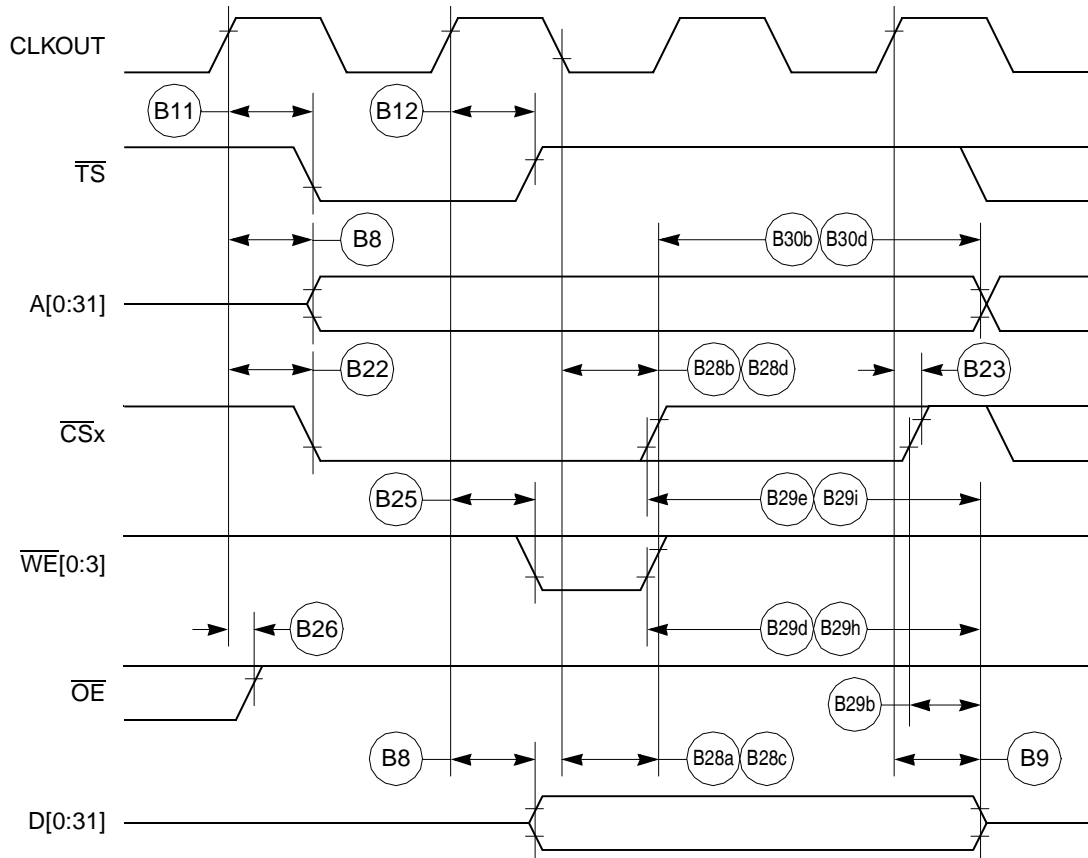 CLKOUT
B11
B12
TS
B8
B30b B30d
A[0:31]
B22
B28b B28d
B23
CSx
B25
B29e B29i
WE[0:3]
B26
B29d B29h
OE
B29b
B8
B28a B28c
B9
D[0:31]